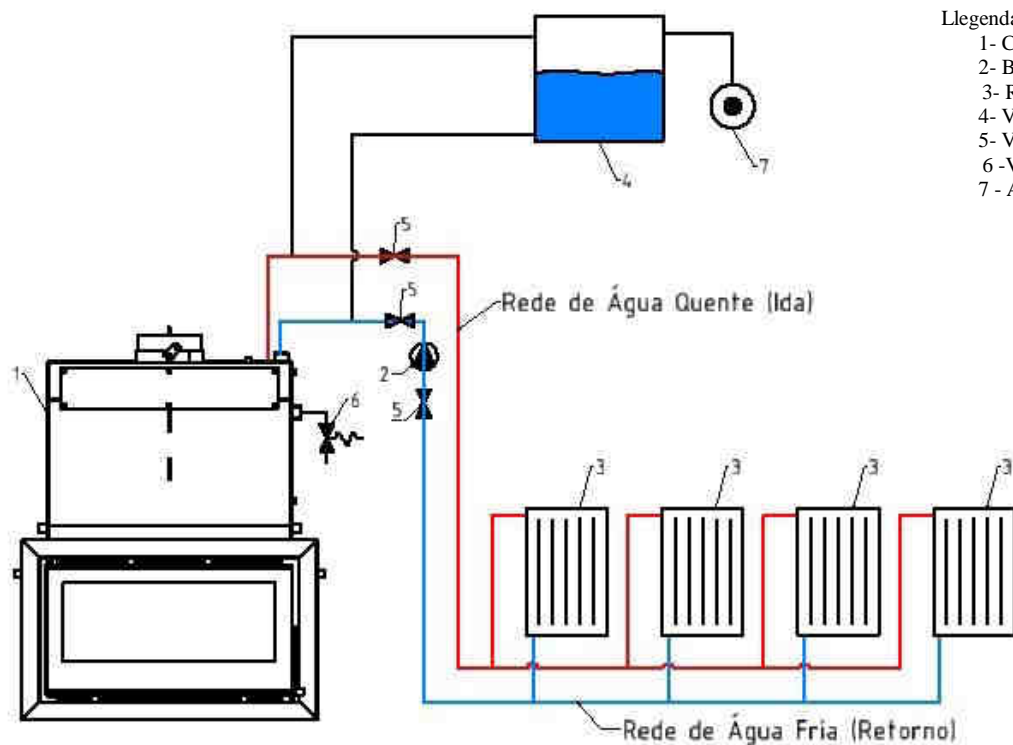 Llegenda
1- C
2- B
3- R
4- V
5- V
6 -V
7 - A
4
7
5
Rede de Água Quente (Ida)
5
2
5
1
6
3
3
3
3
Rede de Água Fria (Retorno)